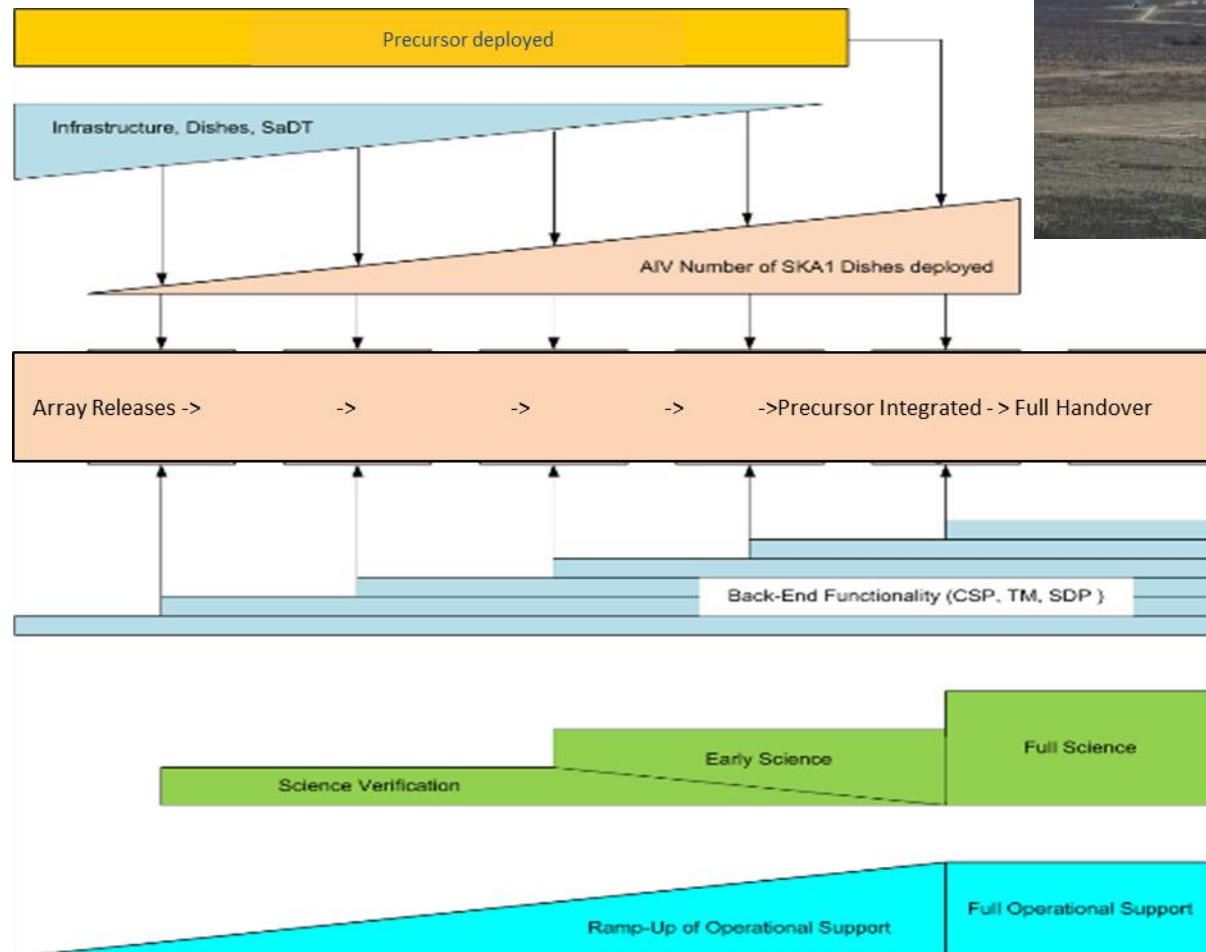 Precursor deployed
Infrastructure, Dishes, SaDT
AIV Number of SKA1 Dishes deployed
Array Releases -> -> -> -> ->Precursor Integrated - > Full Handover
Back-End Functionality (CSP, TM, SDP )
Early Science
Full Science
Science Verification
Ramp-Up of Operational Support
Full Operational Support